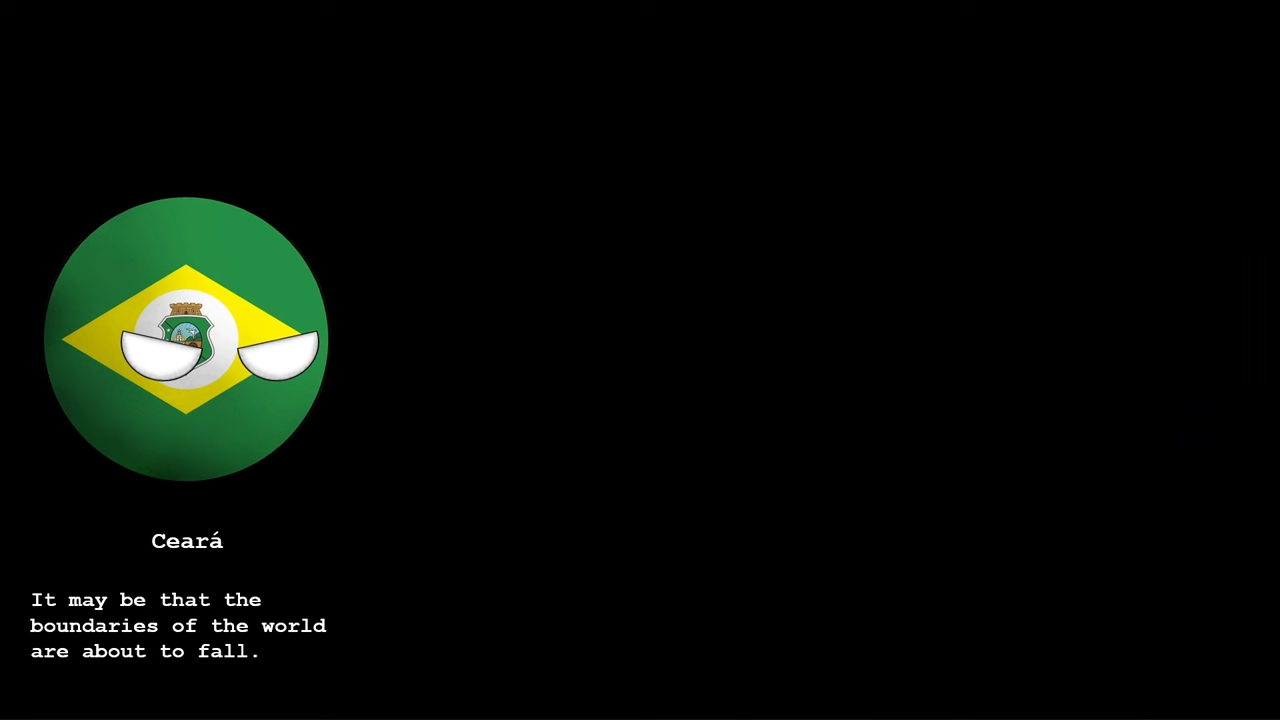 Ceará
It may be that the
boundaries of the world
are about to fall.